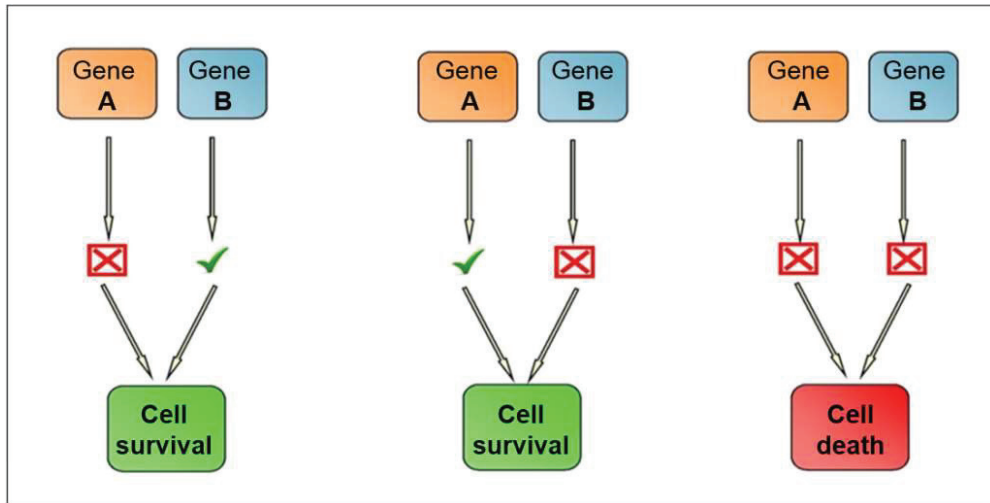 Gene
A
Gene
B
Cell
survival
Gene
A
Gene
B
Cell
survival
Gene
A
Gene
B
Cell
death